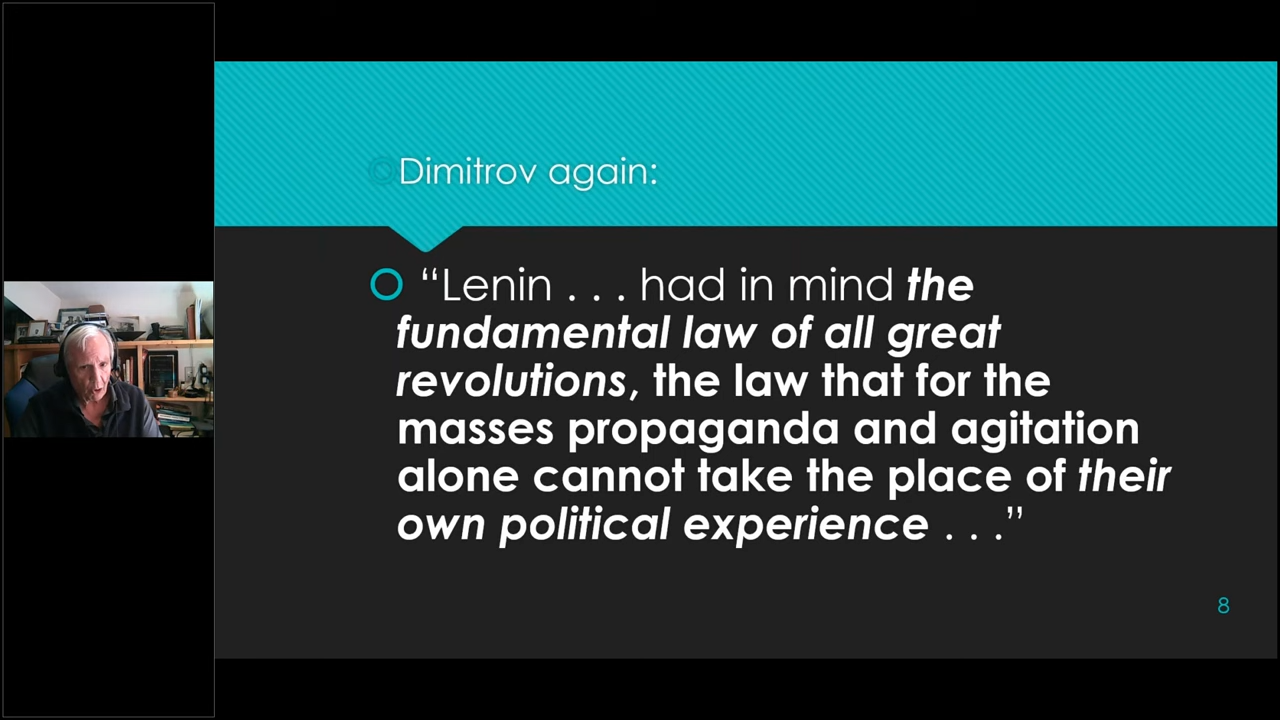 Dimitrov again:
“Lenin . . . had in mind the
fundamental law of all great
revolutions, the law that for the
masses propaganda and agitation
alone cannot take the place of their
own political experience . . .”
8